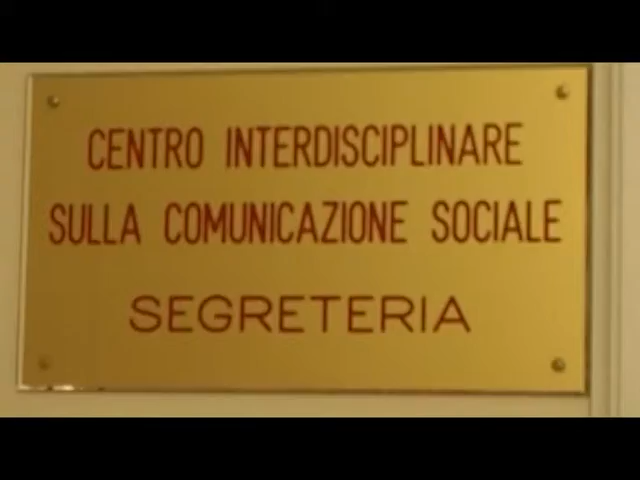 CENTRO INTERDISCIPLINARE
SULLA COMUNICAZIONE SOCIALE
SEGRETERIA